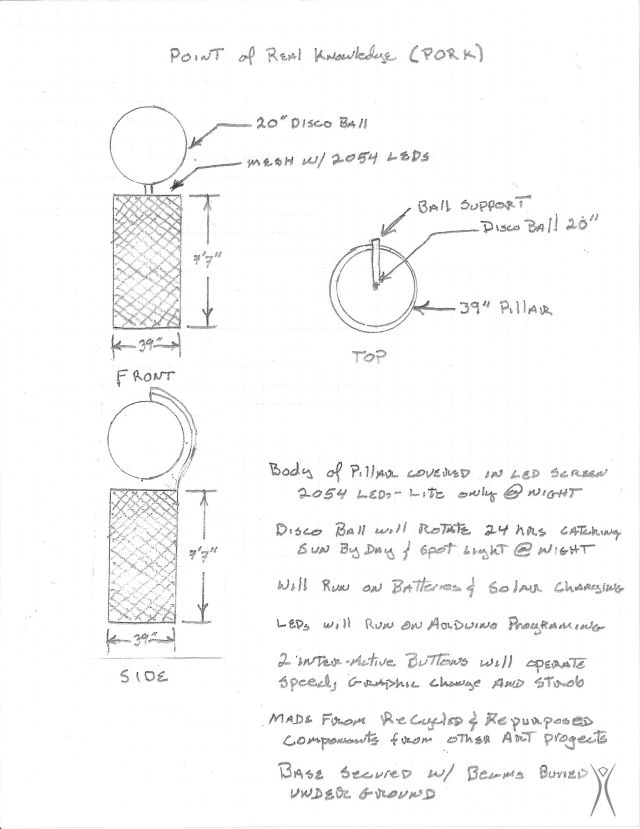 Point of Real Knowledge (PORK)
20" Disco Ball
Mesh w/ 2054 LEDs
7'7"
39"
Front
Ball Support
Disco Ball 20"
39" Pillair
Top
7'7"
39"
Side
Body of Pillair covered in LED screen
2054 LEDs - Lite only @ Night
Disco Ball will Rotate 24 hrs catching
Sun By Day & Spot Light @ Night
Will Run on Batteries & Solair Charging
LEDs will Run on Arduino Programing
2 Inter-Active Buttons will operate
Speed, Graphic Change And Strob
Made From Recycled & Repurposed
Components from other Art progects
Base Secured w/ Beams Buried
Under Ground